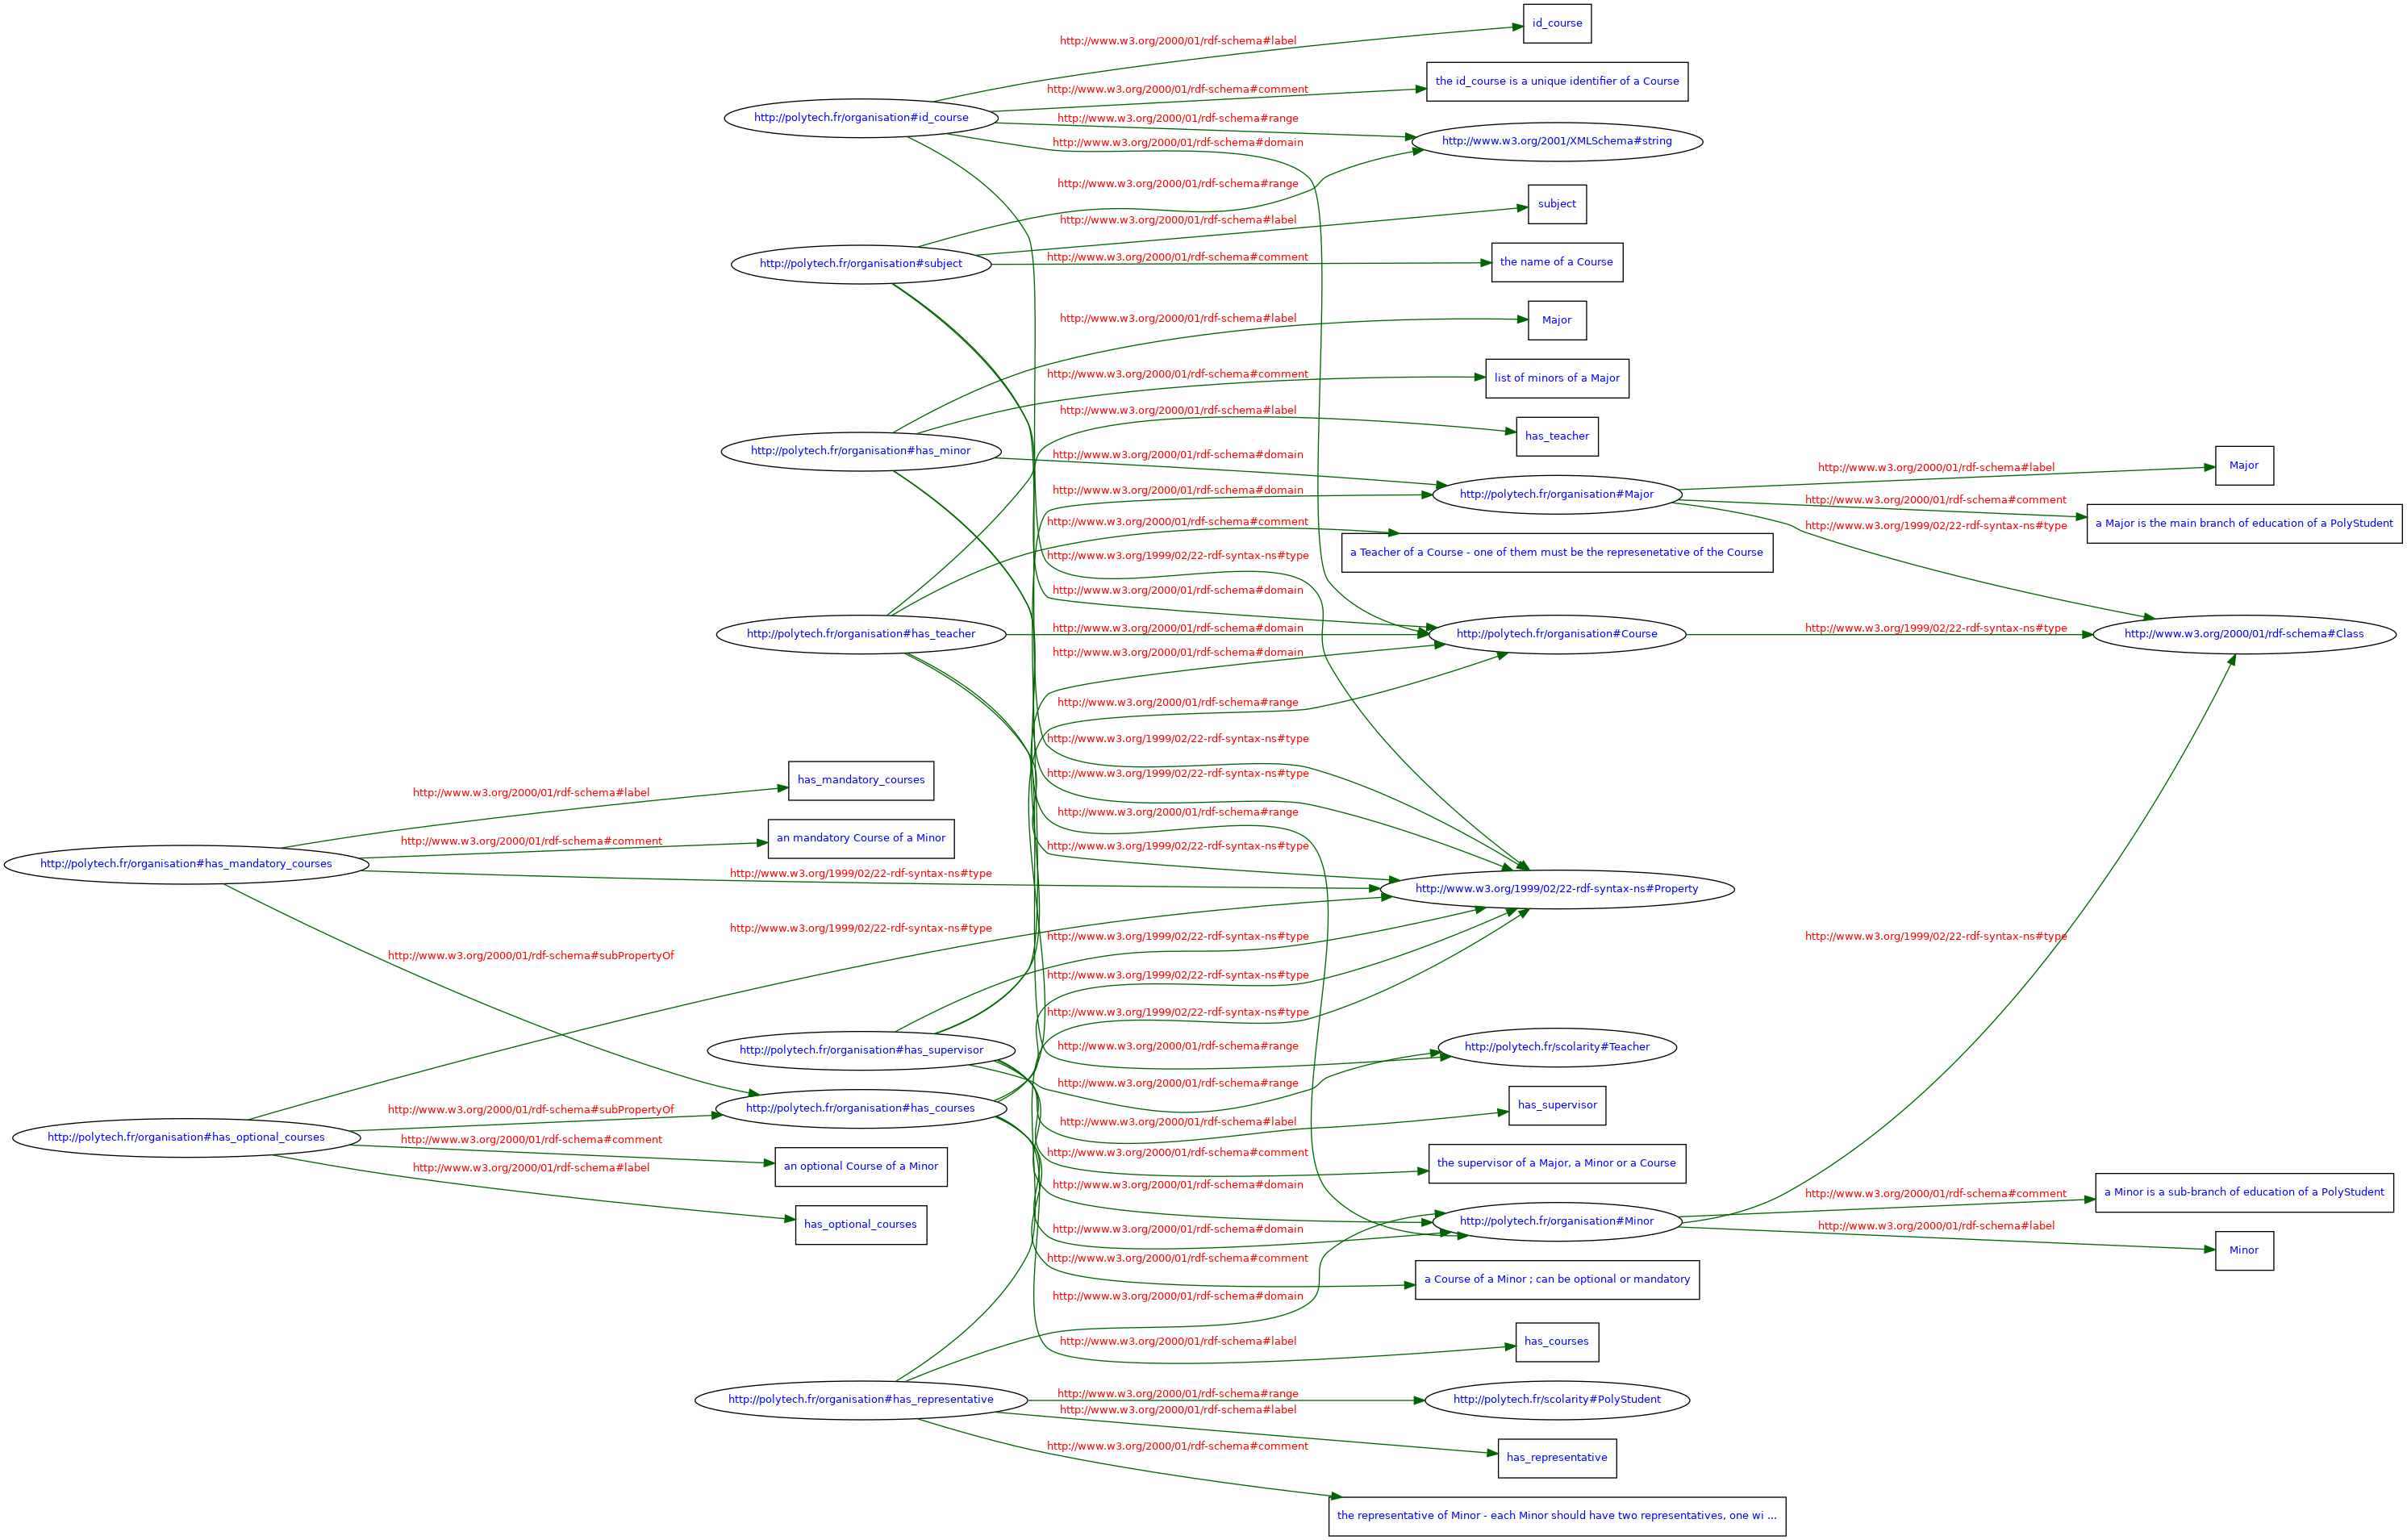 id_course
http://www.w3.org/2000/01/rdf-schema#label
the id_course is a unique identifier of a Course
http://www.w3.org/2000/01/rdf-schema#comment
http://polytech.fr/organisation#id_course
http://www.w3.org/2000/01/rdf-schema#range
http://www.w3.org/2001/XMLSchema#string
http://www.w3.org/2000/01/rdf-schema#domain
http://www.w3.org/2000/01/rdf-schema#range
subject
http://www.w3.org/2000/01/rdf-schema#label
http://polytech.fr/organisation#subject
http://www.w3.org/2000/01/rdf-schema#comment
the name of a Course
http://www.w3.org/2000/01/rdf-schema#label
Major
http://www.w3.org/2000/01/rdf-schema#comment
list of minors of a Major
http://www.w3.org/2000/01/rdf-schema#label
has_teacher
http://polytech.fr/organisation#has_minor
http://www.w3.org/2000/01/rdf-schema#domain
http://www.w3.org/2000/01/rdf-schema#label
Major
http://www.w3.org/2000/01/rdf-schema#domain
http://polytech.fr/organisation#Major
http://www.w3.org/2000/01/rdf-schema#comment
a Major is the main branch of education of a PolyStudent
http://www.w3.org/2000/01/rdf-schema#comment
http://www.w3.org/1999/02/22-rdf-syntax-ns#type
a Teacher of a Course - one of them must be the represenetative of the Course
http://www.w3.org/1999/02/22-rdf-syntax-ns#type
http://www.w3.org/2000/01/rdf-schema#domain
http://polytech.fr/organisation#has_teacher
http://www.w3.org/2000/01/rdf-schema#domain
http://polytech.fr/organisation#Course
http://www.w3.org/1999/02/22-rdf-syntax-ns#type
http://www.w3.org/2000/01/rdf-schema#Class
http://www.w3.org/2000/01/rdf-schema#domain
http://www.w3.org/2000/01/rdf-schema#range
http://www.w3.org/1999/02/22-rdf-syntax-ns#type
http://www.w3.org/1999/02/22-rdf-syntax-ns#type
has_mandatory_courses
http://www.w3.org/2000/01/rdf-schema#label
http://www.w3.org/2000/01/rdf-schema#range
an mandatory Course of a Minor
http://www.w3.org/2000/01/rdf-schema#comment
http://www.w3.org/1999/02/22-rdf-syntax-ns#type
http://polytech.fr/organisation#has_mandatory_courses
http://www.w3.org/1999/02/22-rdf-syntax-ns#type
http://www.w3.org/1999/02/22-rdf-syntax-ns#Property
http://www.w3.org/1999/02/22-rdf-syntax-ns#type
http://www.w3.org/1999/02/22-rdf-syntax-ns#type
http://www.w3.org/1999/02/22-rdf-syntax-ns#type
http://www.w3.org/2000/01/rdf-schema#subPropertyOf
http://www.w3.org/1999/02/22-rdf-syntax-ns#type
http://www.w3.org/1999/02/22-rdf-syntax-ns#type
http://polytech.fr/organisation#has_supervisor
http://www.w3.org/2000/01/rdf-schema#range
http://polytech.fr/scolarity#Teacher
http://www.w3.org/2000/01/rdf-schema#range
http://www.w3.org/2000/01/rdf-schema#subPropertyOf
http://polytech.fr/organisation#has_courses
has_supervisor
http://www.w3.org/2000/01/rdf-schema#label
http://polytech.fr/organisation#has_optional_courses
http://www.w3.org/2000/01/rdf-schema#comment
http://www.w3.org/2000/01/rdf-schema#comment
an optional Course of a Minor
the supervisor of a Major, a Minor or a Course
http://www.w3.org/2000/01/rdf-schema#label
http://www.w3.org/2000/01/rdf-schema#domain
http://www.w3.org/2000/01/rdf-schema#comment
a Minor is a sub-branch of education of a PolyStudent
has_optional_courses
http://www.w3.org/2000/01/rdf-schema#domain
http://polytech.fr/organisation#Minor
http://www.w3.org/2000/01/rdf-schema#label
Minor
http://www.w3.org/2000/01/rdf-schema#comment
a Course of a Minor ; can be optional or mandatory
http://www.w3.org/2000/01/rdf-schema#domain
http://www.w3.org/2000/01/rdf-schema#label
has_courses
http://polytech.fr/organisation#has_representative
http://www.w3.org/2000/01/rdf-schema#range
http://polytech.fr/scolarity#PolyStudent
http://www.w3.org/2000/01/rdf-schema#label
http://www.w3.org/2000/01/rdf-schema#comment
has_representative
the representative of Minor - each Minor should have two representatives, one wi ...